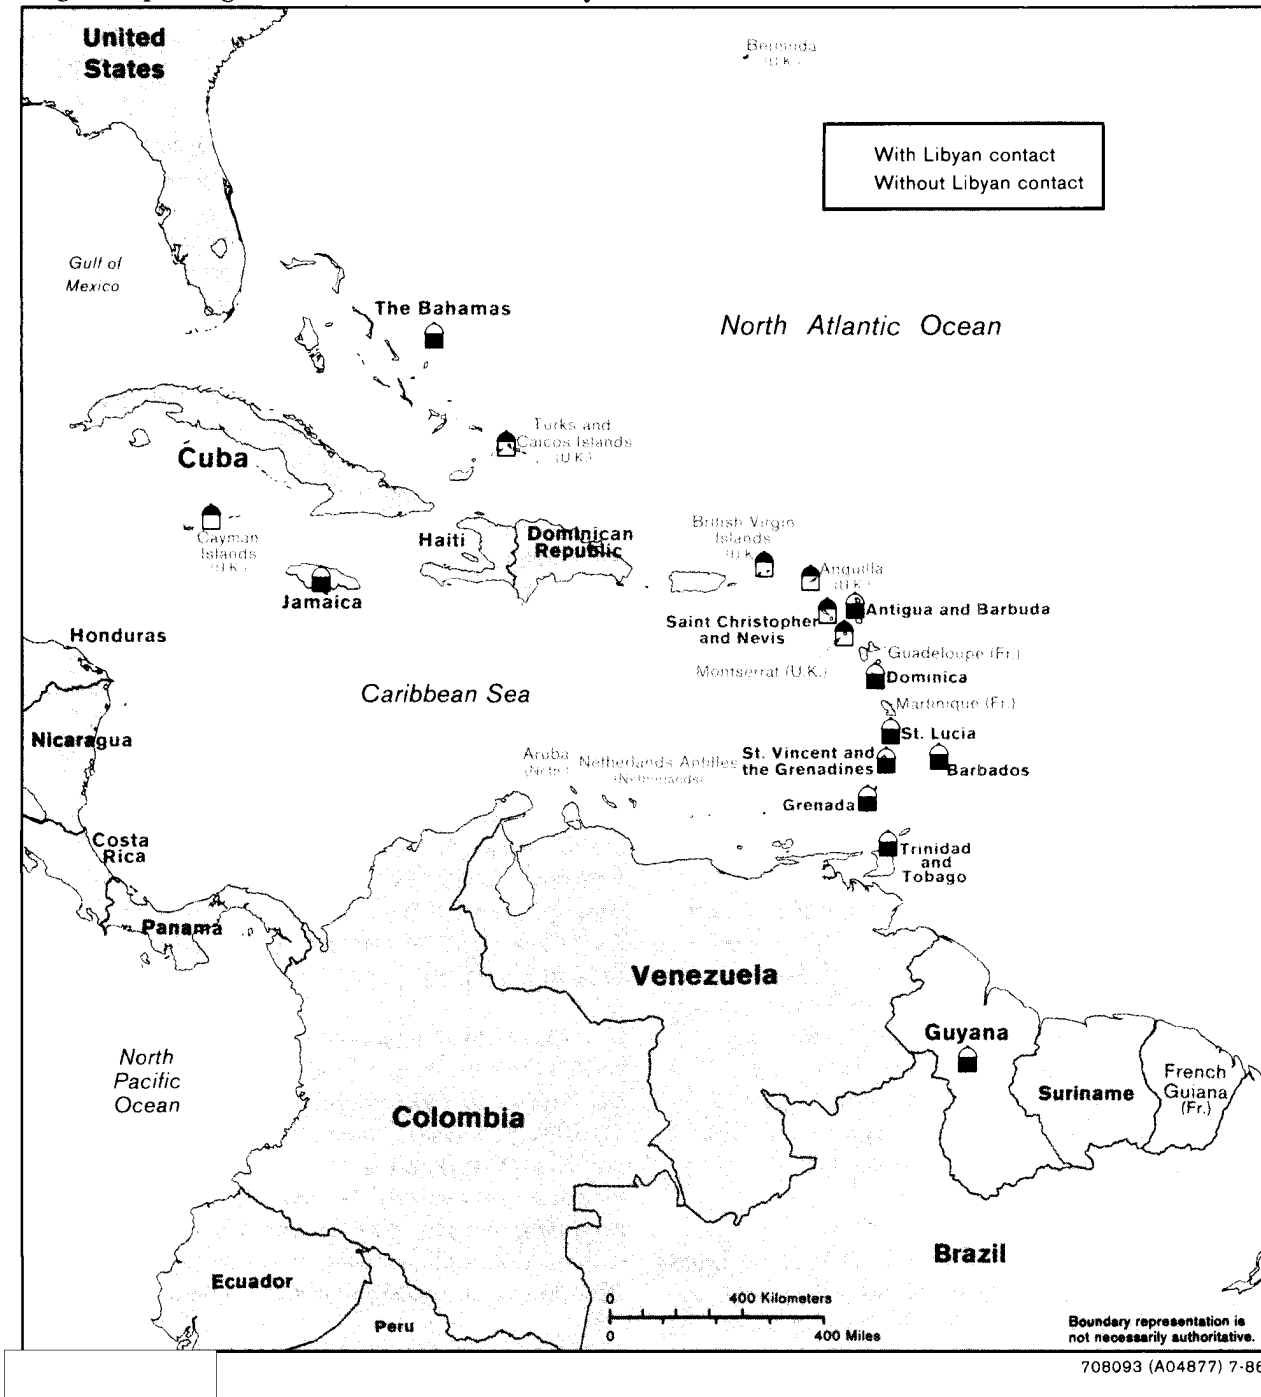 United
States
Bermuda
(U.K.)
With Libyan contact
Without Libyan contact
Gulf of
Mexico
The Bahamas
North Atlantic Ocean
Turks and
Caicos Islands
(U.K.)
Cuba
Cayman
Islands
(U.K.)
Haiti
Dominican
Republic
British Virgin
Islands
(U.K.)
Anguilla
(U.K.)
Jamaica
Antigua and Barbuda
Saint Christopher
and Nevis
Honduras
Guadeloupe (Fr.)
Montserrat (U.K.)
Dominica
Caribbean Sea
Martinique (Fr.)
Nicaragua
St. Lucia
Aruba
(Neth.)
Netherlands Antilles
(Netherlands)
St. Vincent and
the Grenadines
Barbados
Grenada
Costa
Rica
Trinidad
and
Tobago
Panama
Venezuela
Guyana
North
Pacific
Ocean
Suriname
French
Guiana
(Fr.)
Colombia
Brazil
Ecuador
Peru
0 400 Kilometers
0 400 Miles
Boundary representation is
not necessarily authoritative.
708093 (A04877) 7-86